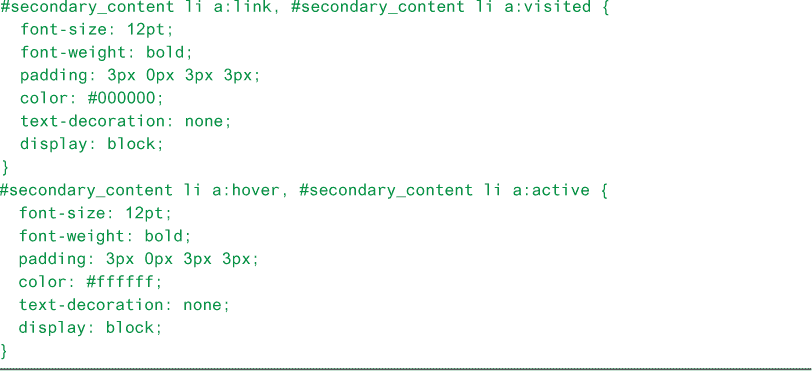 #secondary_content li a:link, #secondary_content li a:visited {
  font-size: 12pt;
  font-weight: bold;
  padding: 3px 0px 3px 3px;
  color: #000000;
  text-decoration: none;
  display: block;
}
#secondary_content li a:hover, #secondary_content li a:active {
  font-size: 12pt;
  font-weight: bold;
  padding: 3px 0px 3px 3px;
  color: #ffffff;
  text-decoration: none;
  display: block;
}